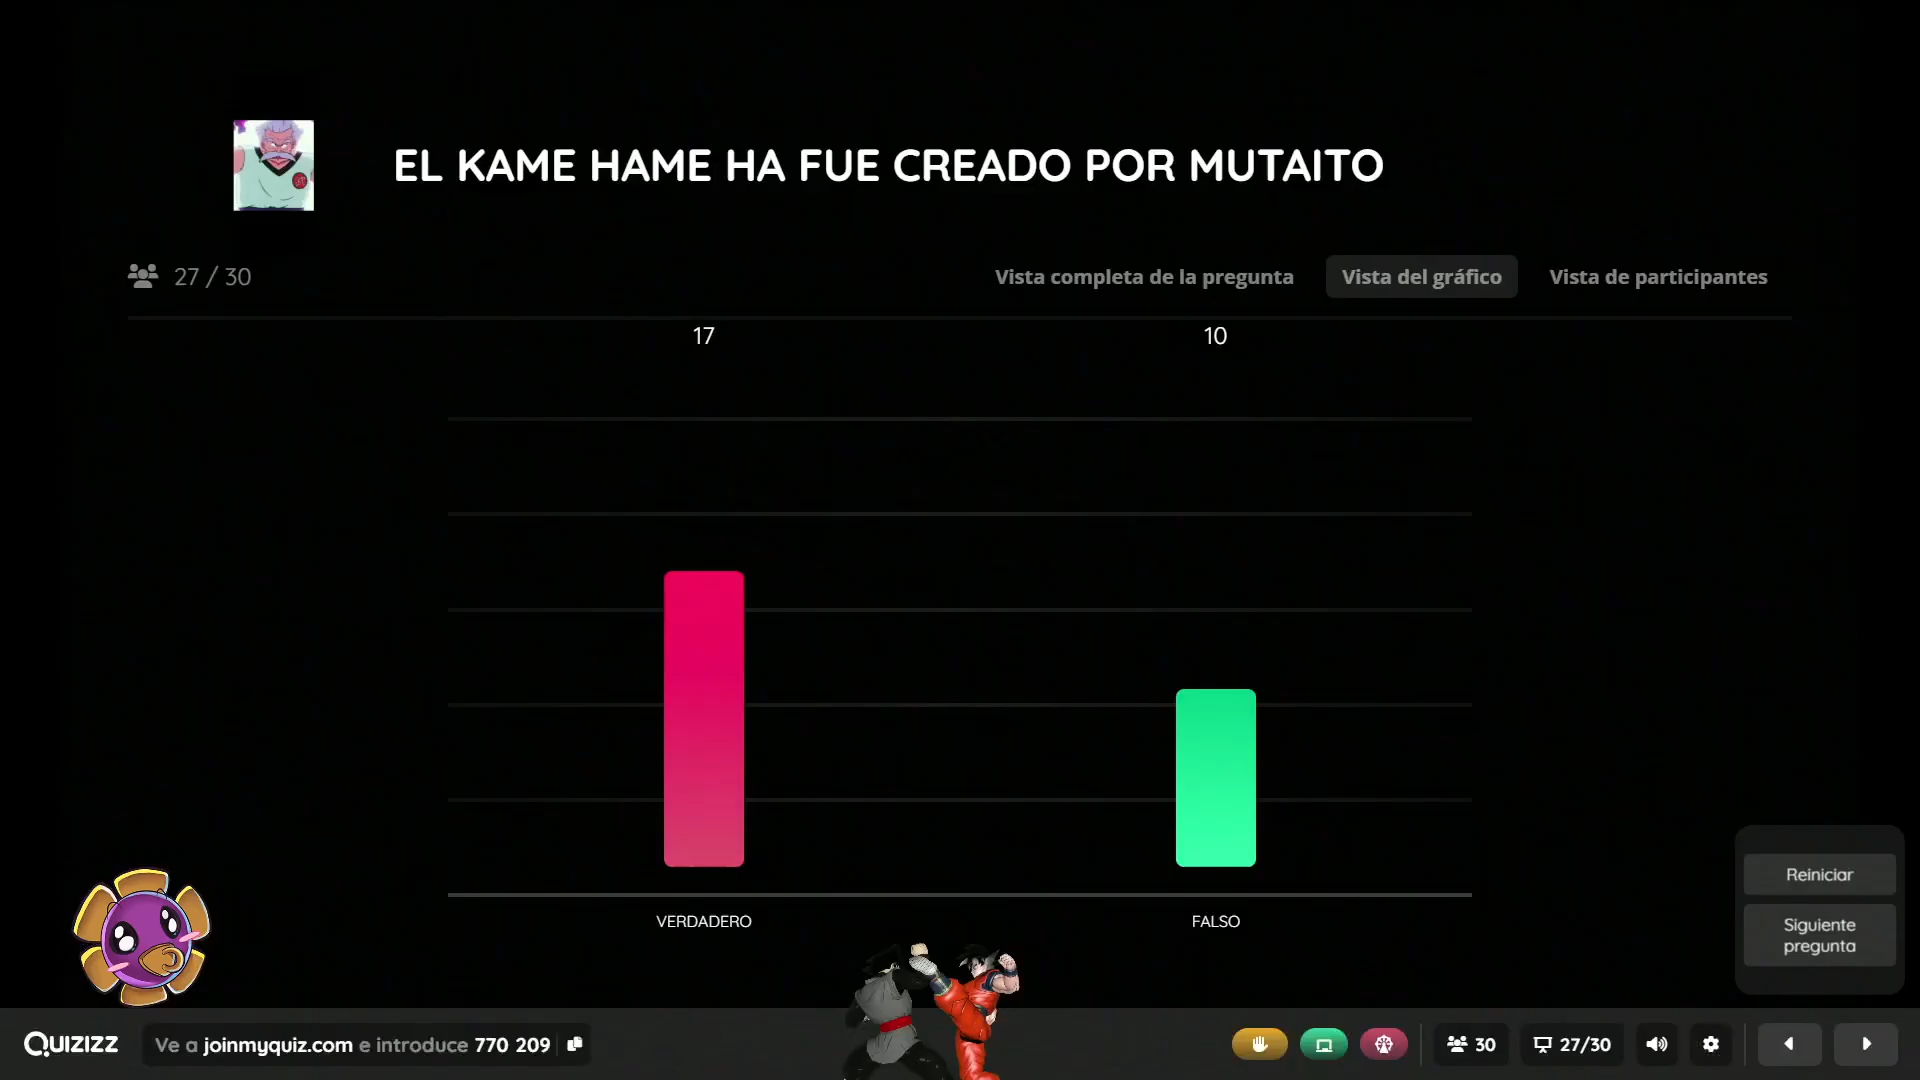 EL KAME HAME HA FUE CREADO POR MUTAITO
27 / 30
Vista completa de la pregunta
Vista del gráfico
Vista de participantes
17
10
VERDADERO
FALSO
Reiniciar
Siguiente
pregunta
QUIZIZZ
Ve a joinmyquiz.com e introduce 770 209
30
27/30